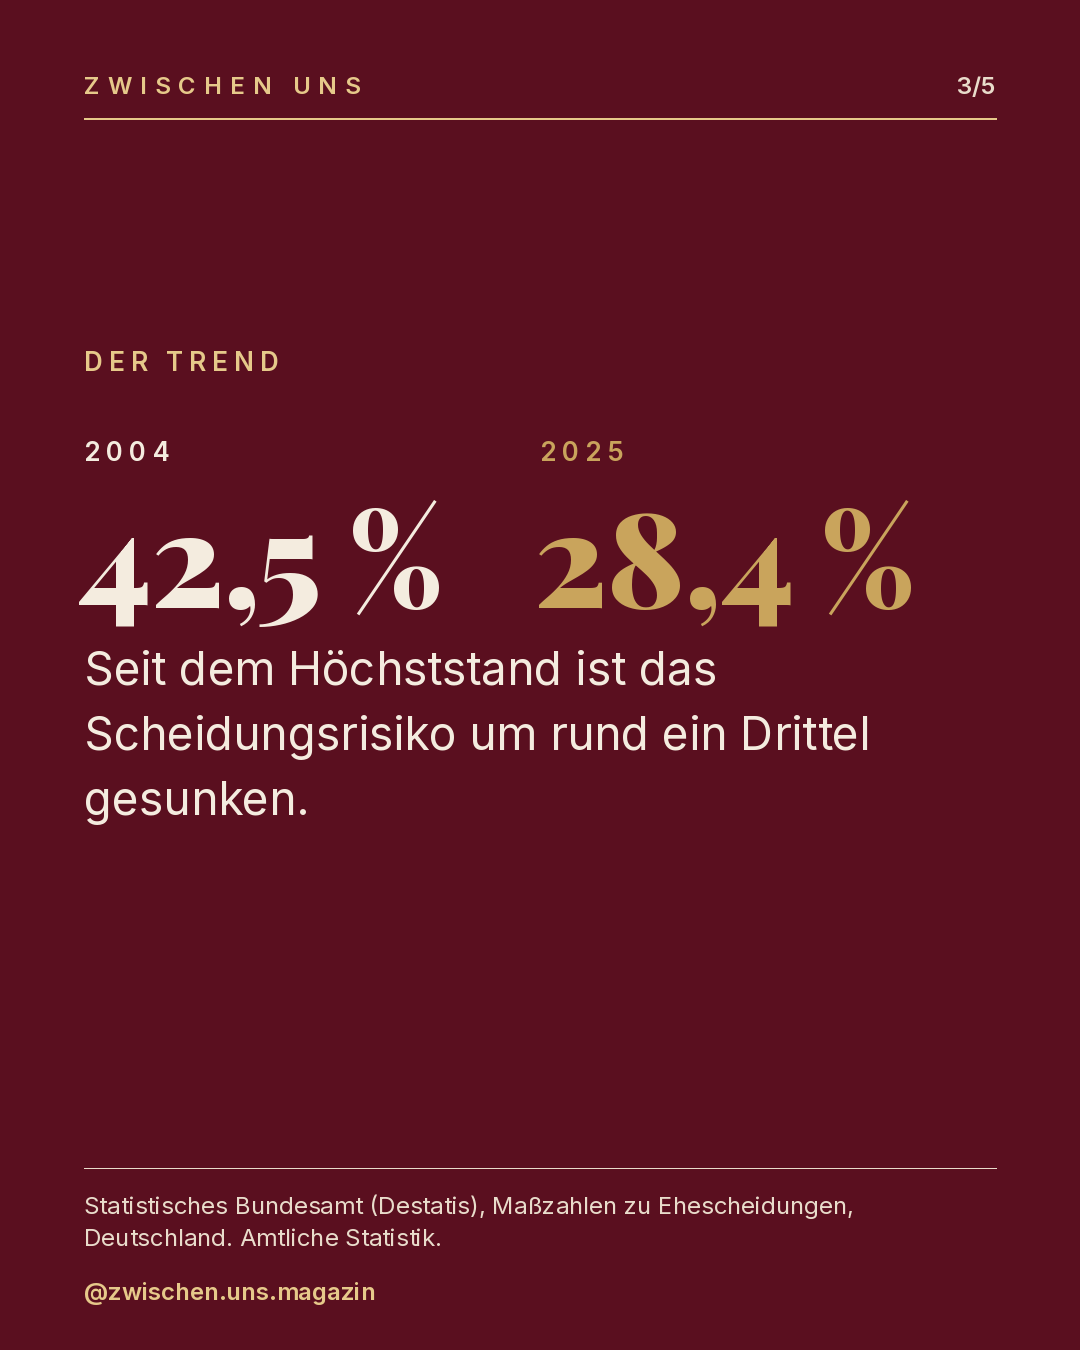 ZWISCHEN UNS 3/5
DER TREND
2004 2025
42,5 % 28,4 %
Seit dem Höchststand ist das
Scheidungsrisiko um rund ein Drittel
gesunken.
Statistisches Bundesamt (Destatis), Maßzahlen zu Ehescheidungen,
Deutschland. Amtliche Statistik.
@zwischen.uns.magazin